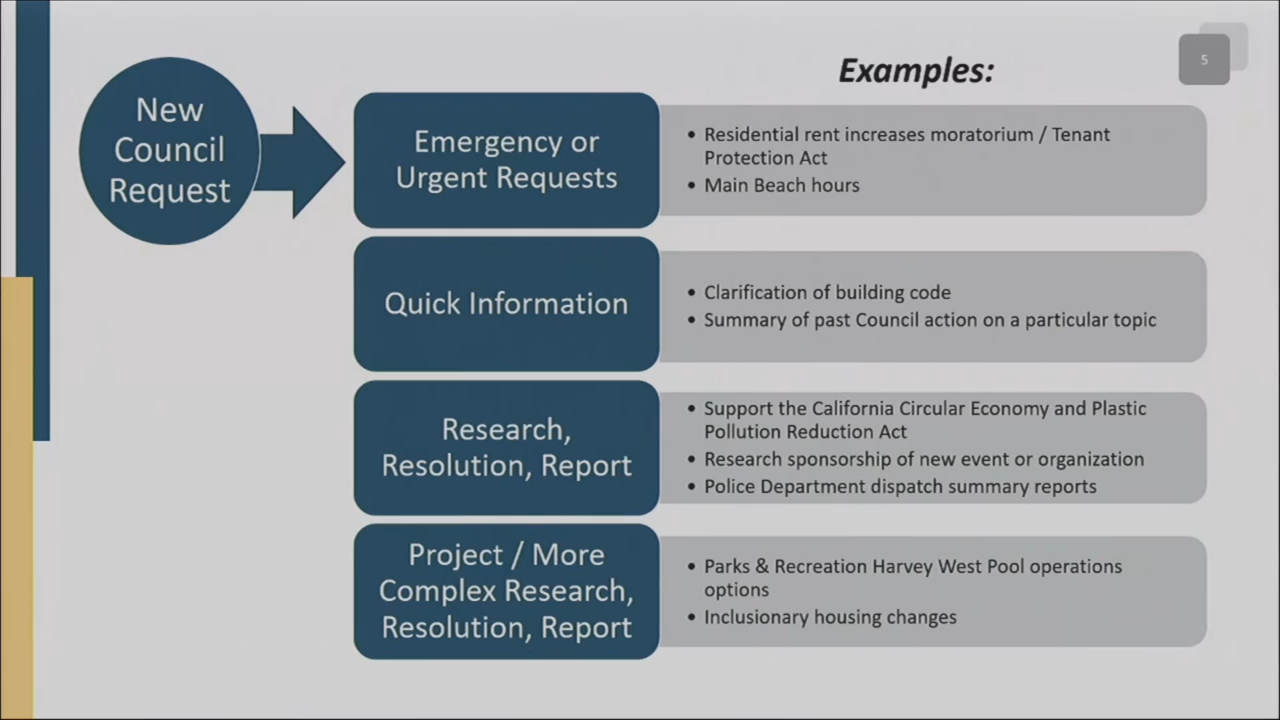 Examples:
5
New
Council
Request
Emergency or
Urgent Requests
• Residential rent increases moratorium / Tenant
Protection Act
• Main Beach hours
Quick Information
• Clarification of building code
• Summary of past Council action on a particular topic
Research,
Resolution, Report
• Support the California Circular Economy and Plastic
Pollution Reduction Act
• Research sponsorship of new event or organization
• Police Department dispatch summary reports
Project / More
Complex Research,
Resolution, Report
• Parks & Recreation Harvey West Pool operations
options
• Inclusionary housing changes